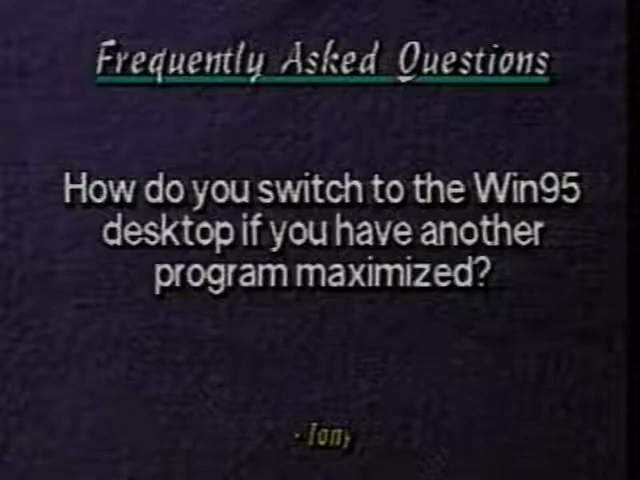 Frequently Asked Questions
How do you switch to the Win95
desktop if you have another
program maximized?
- Tony